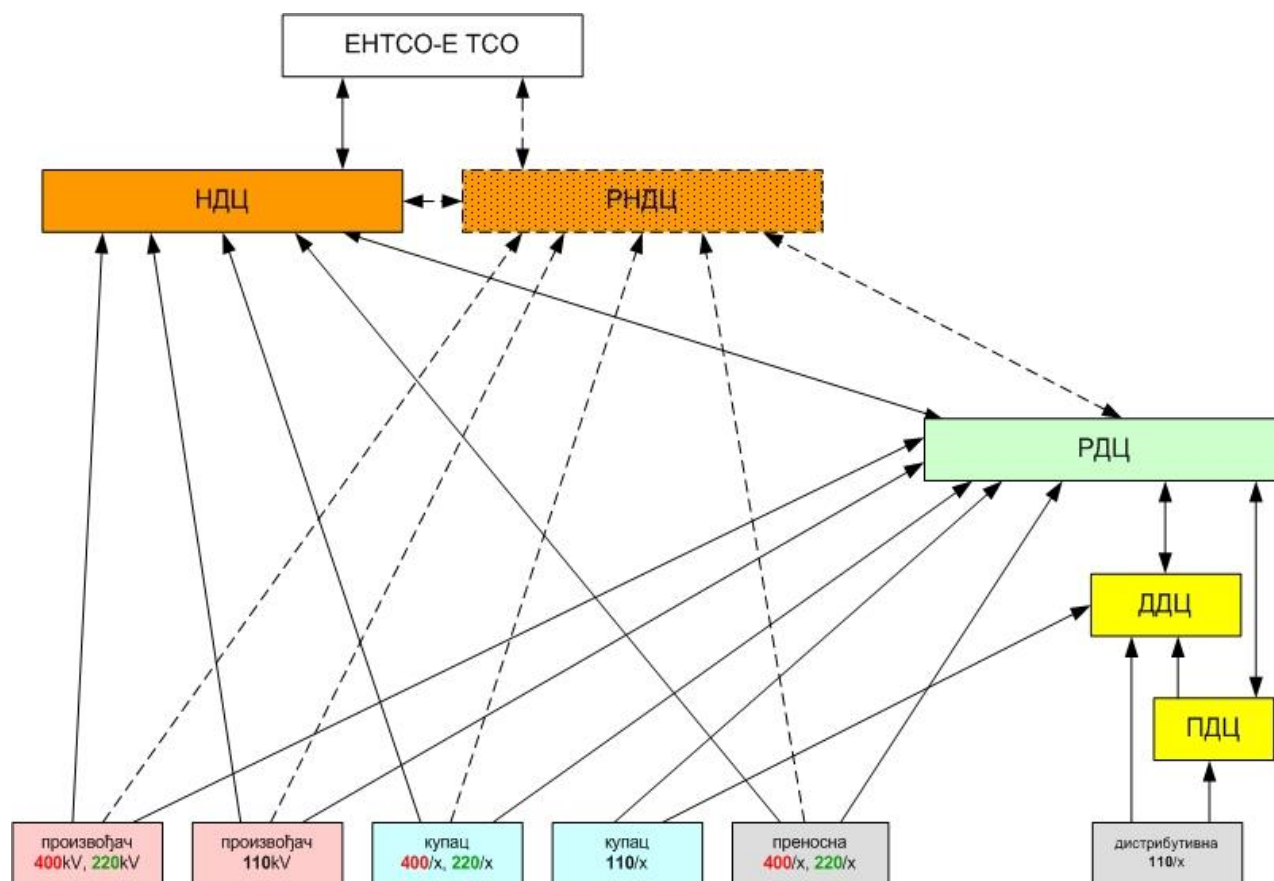 ЕНТСО-Е ТСО
НДЦ
РНДЦ
РДЦ
ДДЦ
ПДЦ
произвођач
400kV, 220kV
произвођач
110kV
купац
400/x, 220/x
купац
110/x
преносна
400/x, 220/x
дистрибутивна
110/x